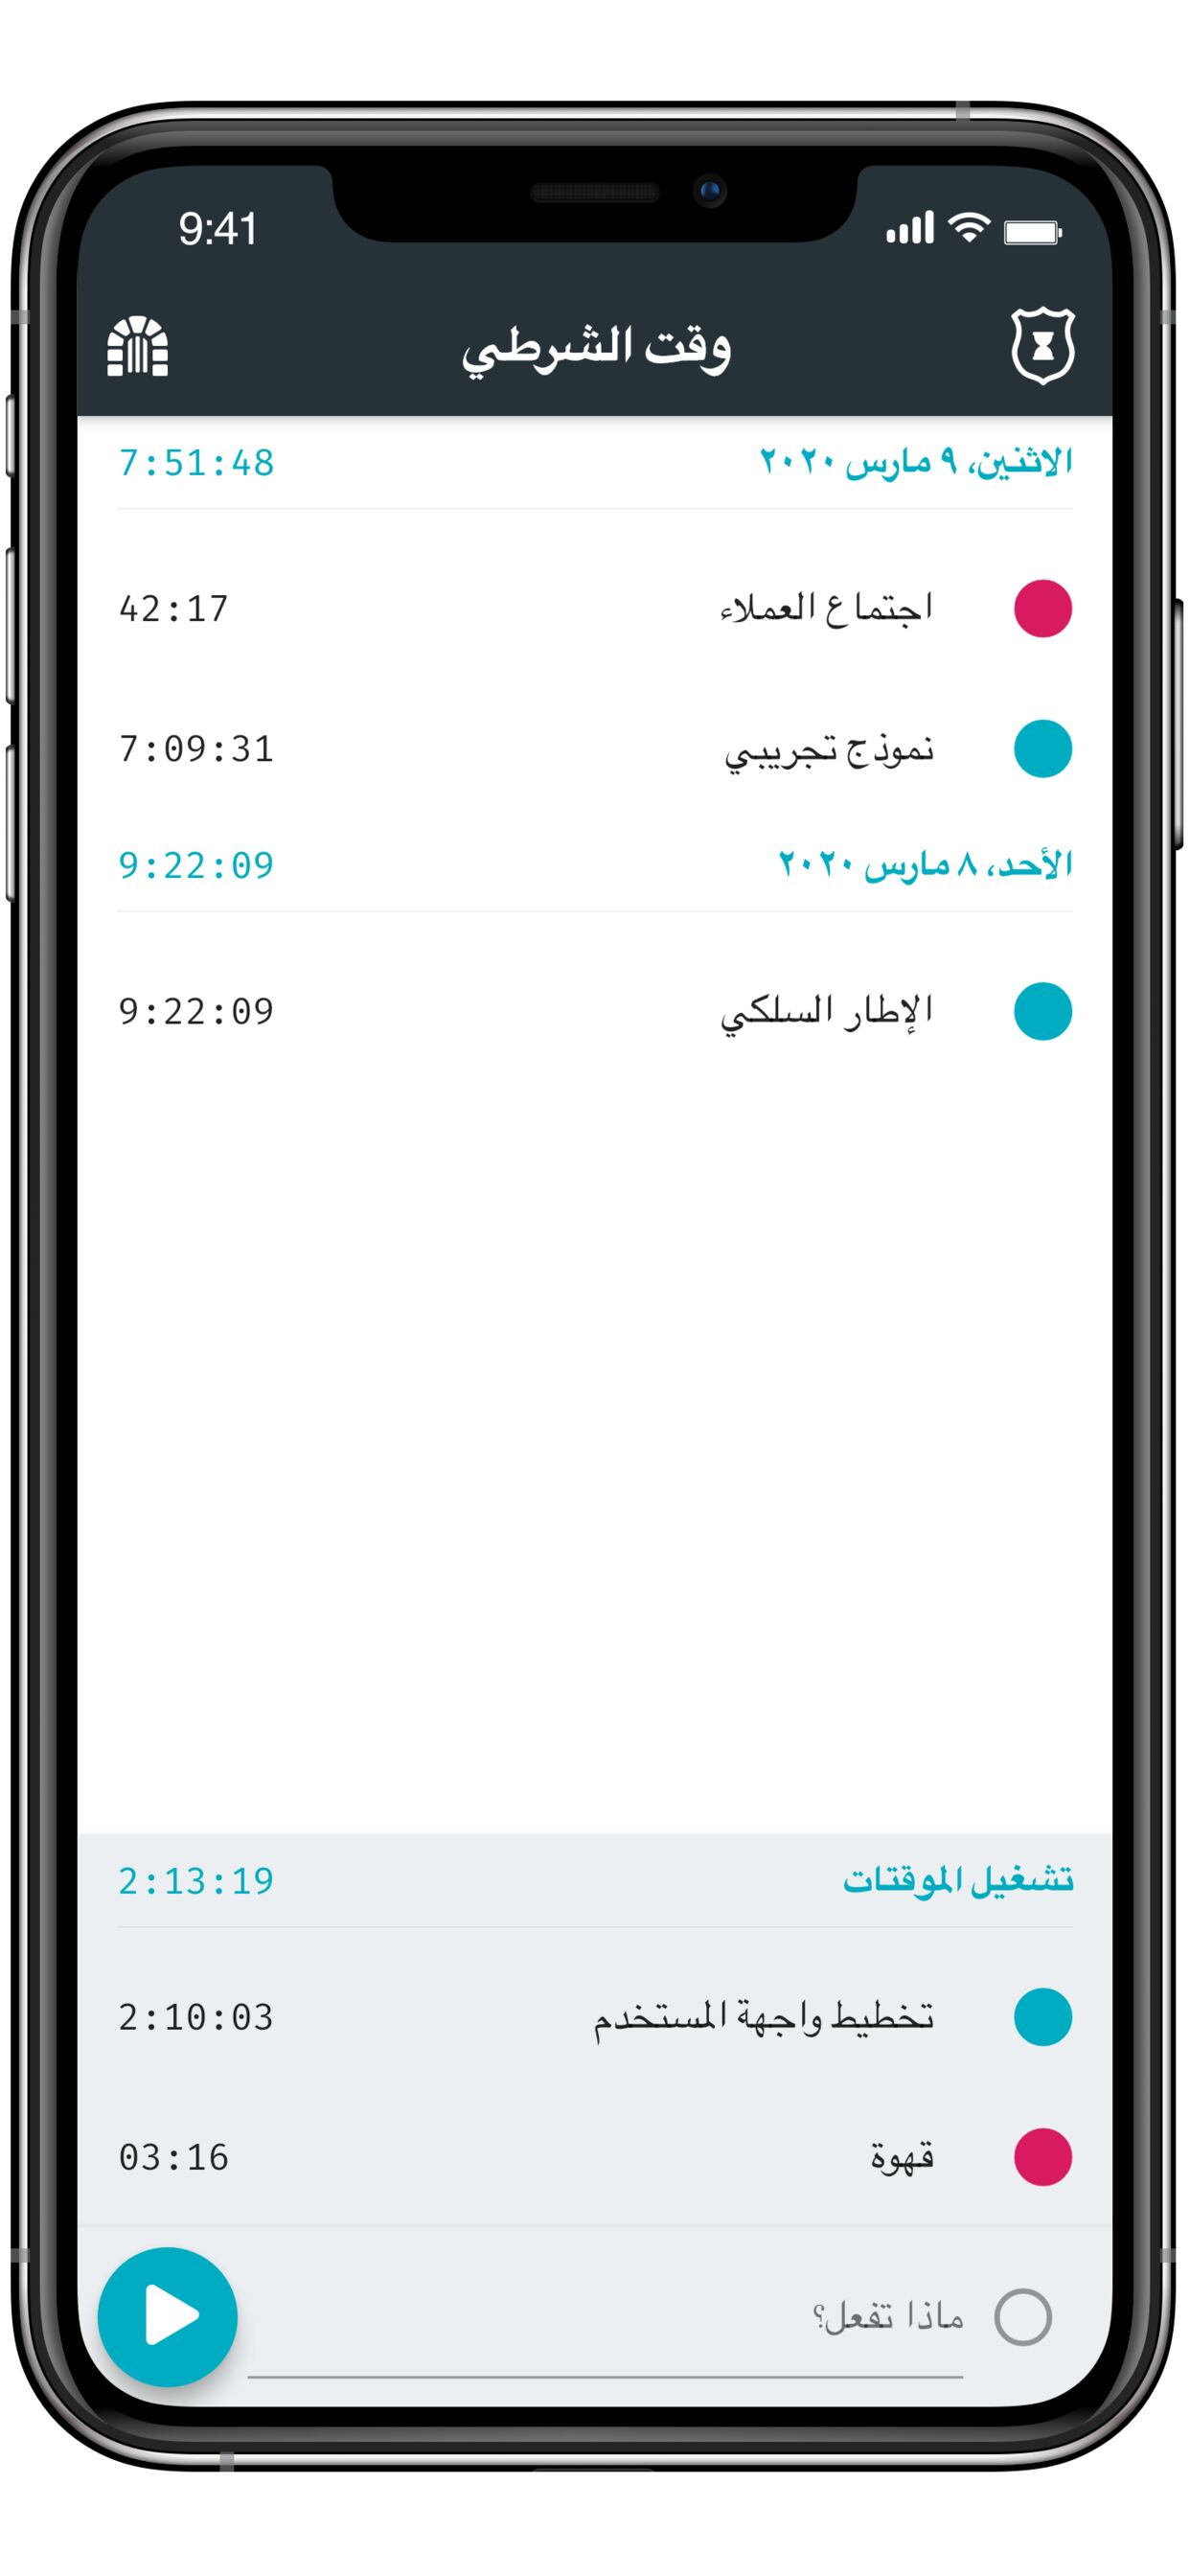 9:41
وقت الشرطي
الاثنين، ٩ مارس ٢٠٢٠ 7:51:48
اجتماع العملاء 42:17
نموذج تجريبي 7:09:31
الأحد، ٨ مارس ٢٠٢٠ 9:22:09
الإطار السلكي 9:22:09
تشغيل الموقتات 2:13:19
تخطيط واجهة المستخدم 2:10:03
قهوة 03:16
ماذا تفعل؟